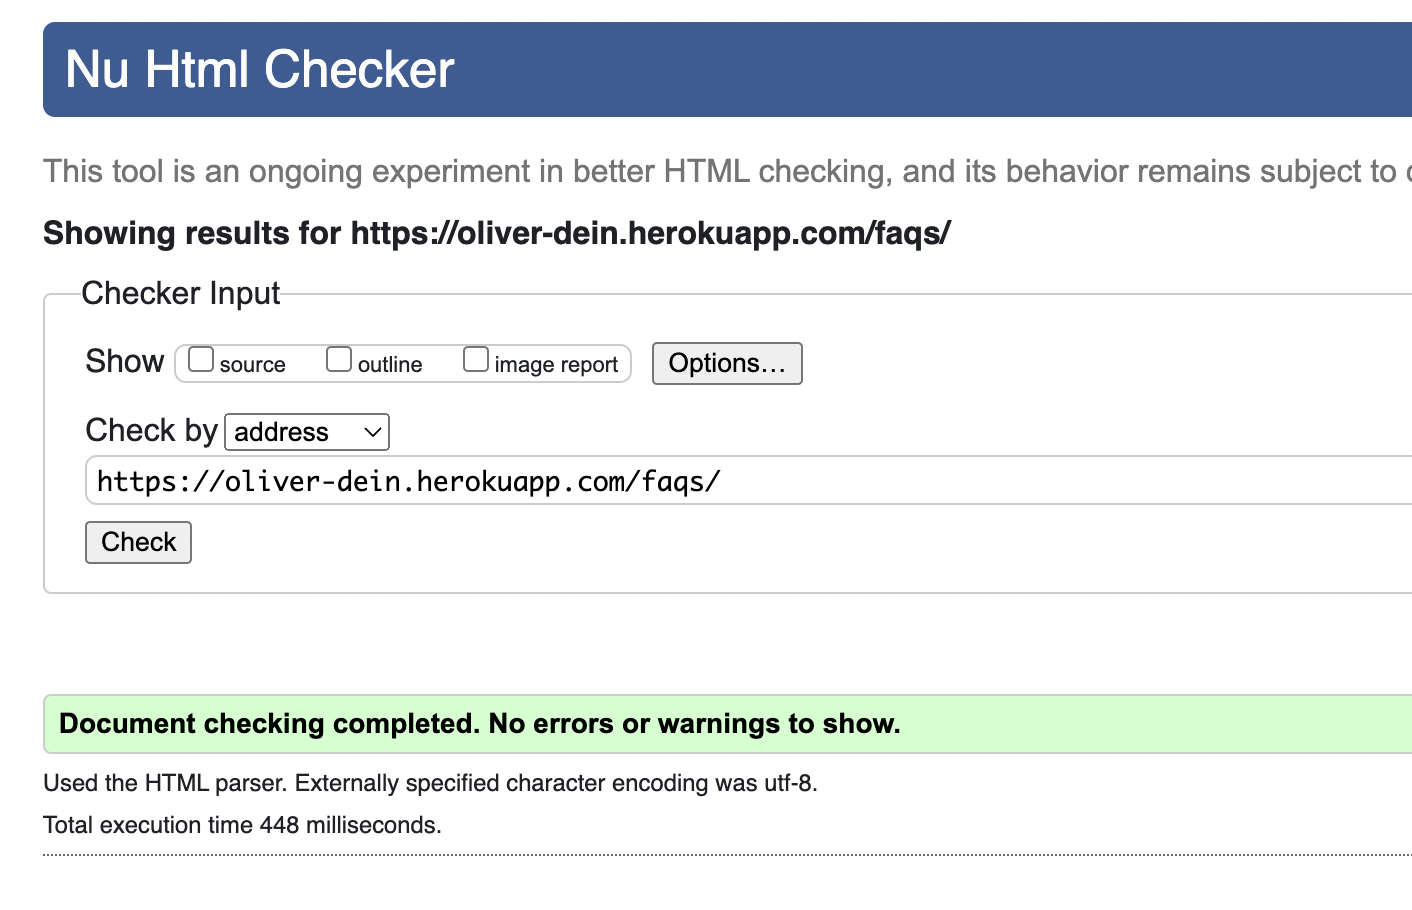 Nu Html Checker
This tool is an ongoing experiment in better HTML checking, and its behavior remains subject to
Showing results for https://oliver-dein.herokuapp.com/faqs/
Checker Input
Show source outline image report Options...
Check by address
https://oliver-dein.herokuapp.com/faqs/
Check
Document checking completed. No errors or warnings to show.
Used the HTML parser. Externally specified character encoding was utf-8.
Total execution time 448 milliseconds.